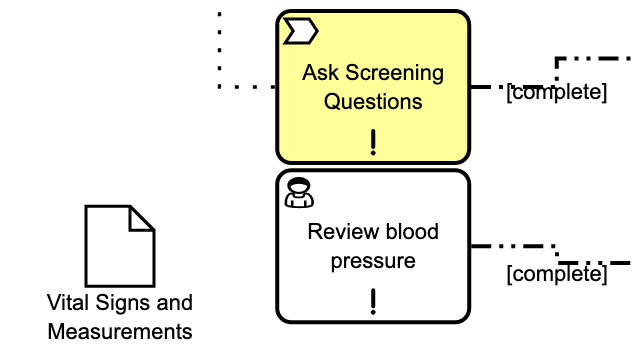 Ask Screening
Questions
!
[complete]
Review blood
pressure
!
[complete]
Vital Signs and
Measurements